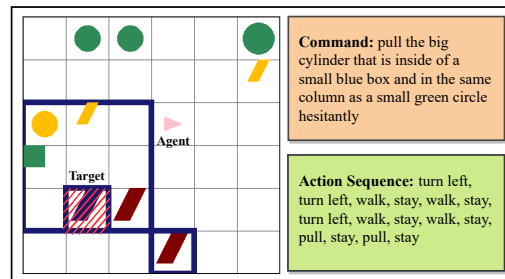 Agent
Target
Command: pull the big
cylinder that is inside of a
small blue box and in the same
column as a small green circle
hesitantly
Action Sequence: turn left,
turn left, walk, stay, walk, stay,
turn left, walk, stay, walk, stay,
pull, stay, pull, stay